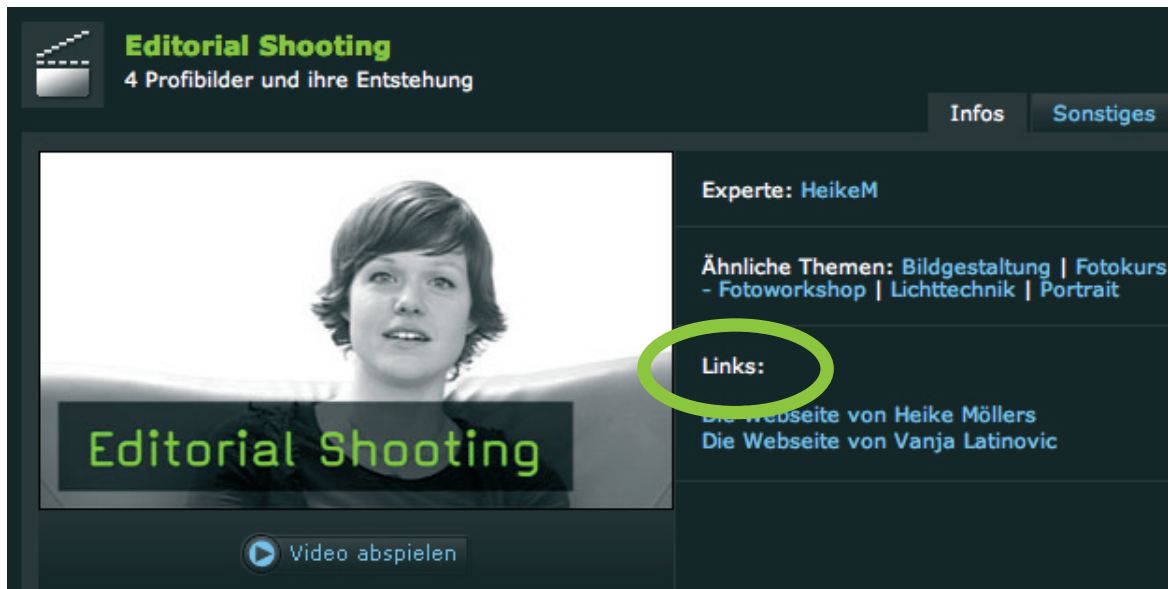 Editorial Shooting
4 Profibilder und ihre Entstehung
Infos
Sonstiges
Editorial Shooting
Video abspielen
Experte: HeikeM
Ähnliche Themen: Bildgestaltung | Fotokurs
- Fotoworkshop | Lichttechnik | Portrait
Links:
Die Webseite von Heike Möllers
Die Webseite von Vanja Latinovic